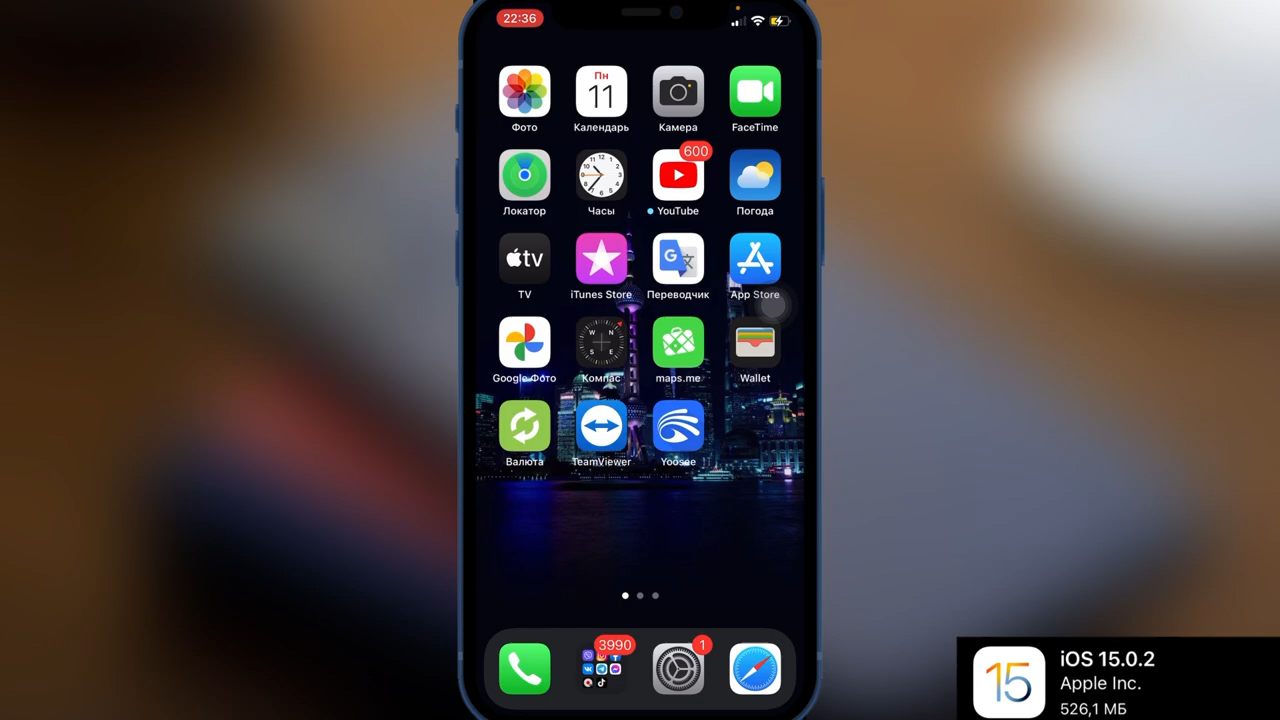 22:36
Пн
11
Фото
Календарь
Камера
FaceTime
600
Локатор
Часы
YouTube
Погода
tv
TV
iTunes Store
Переводчик
App Store
Google Фото
Компас
maps.me
Wallet
Валюта
TeamViewer
Yoosee
3990
1
15
iOS 15.0.2
Apple Inc.
526,1 МБ